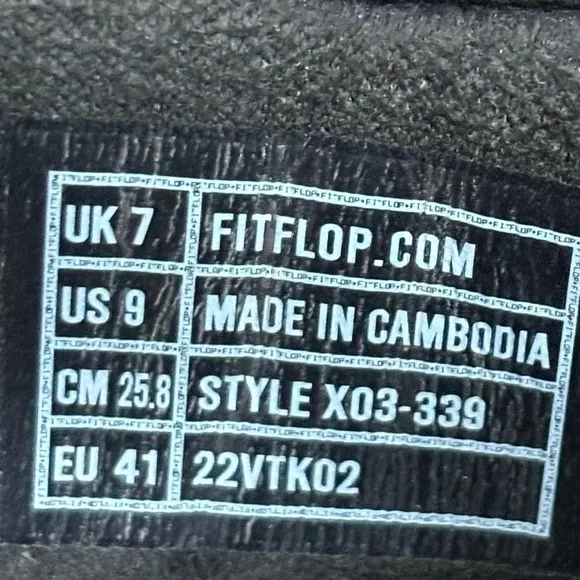 UK 7 FITFLOP.COM
US 9 MADE IN CAMBODIA
CM 25.8 STYLE X03-339
EU 41 22VTK02